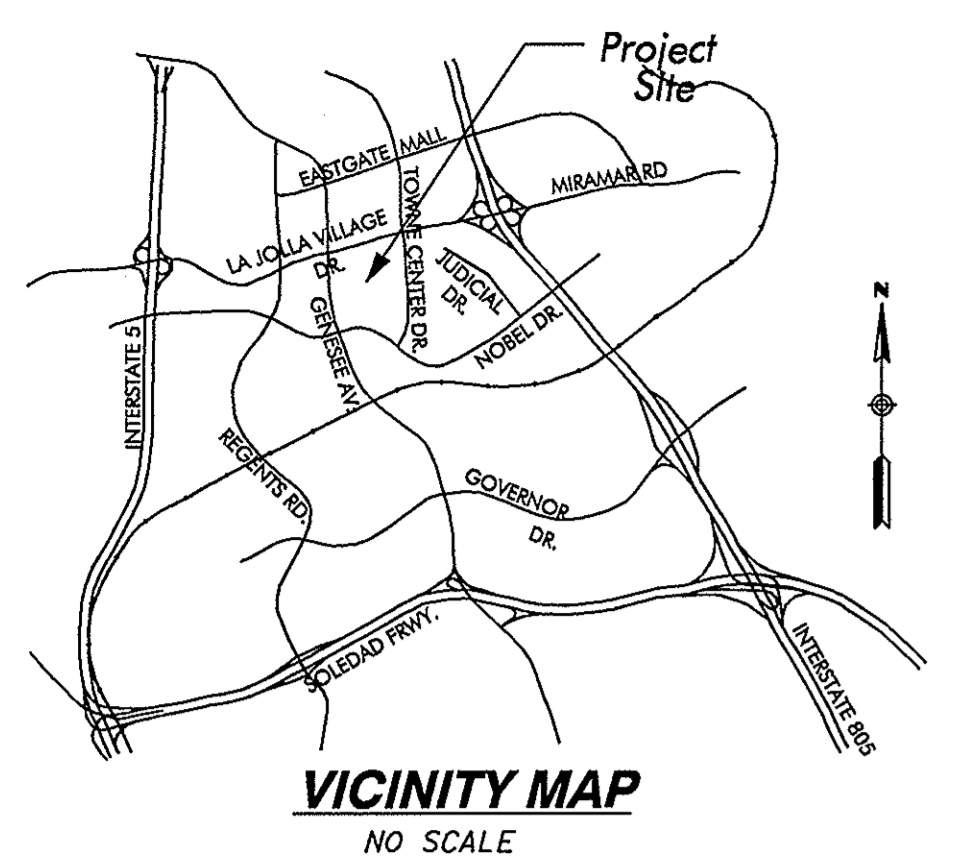 Project
Site
EASTGATE MALL
MIRAMAR RD
TOWNE CENTER DR.
LA JOLLA VILLAGE
DR.
JUDICIAL
DR.
N
GENESEE AV.
NOBEL DR.
INTERSTATE 5
REGENTS RD.
GOVERNOR
DR.
SOLEDAD FRWY.
INTERSTATE 805
VICINITY MAP
NO SCALE